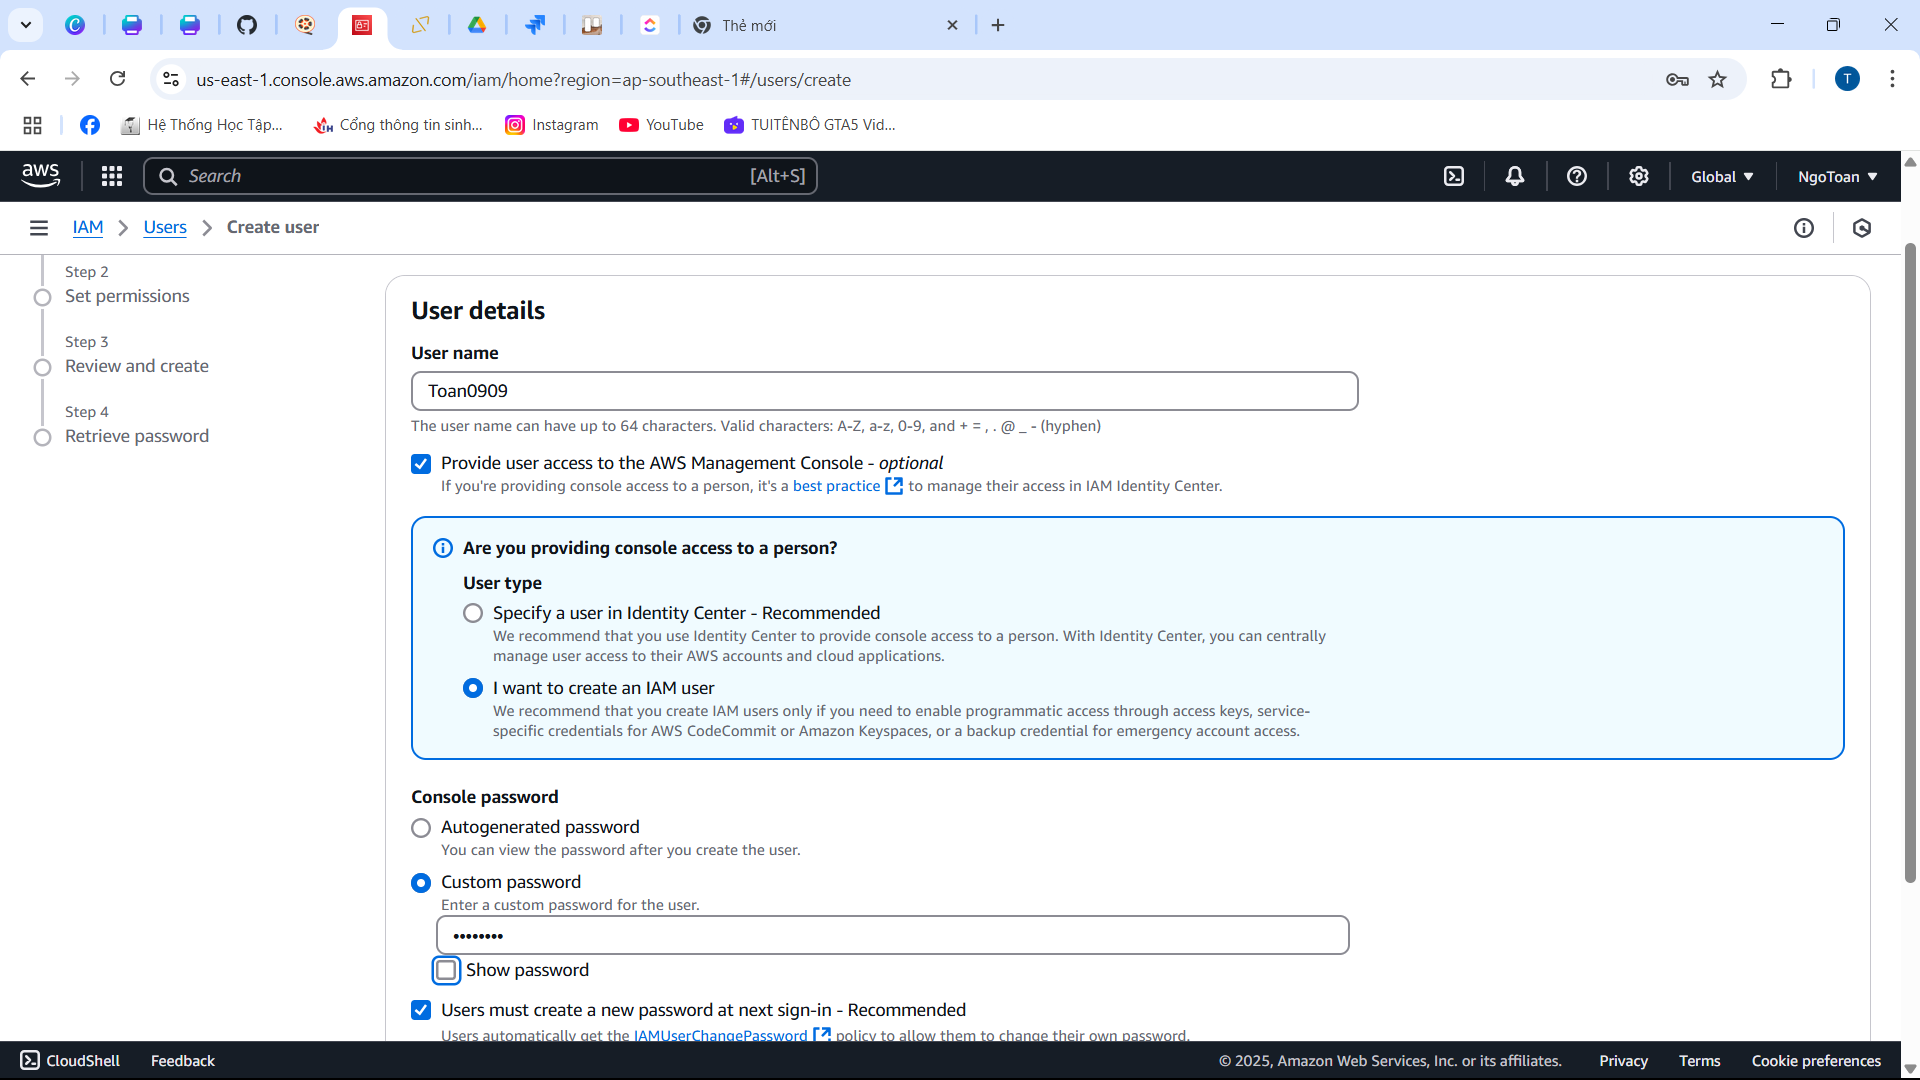 Thẻ mới
us-east-1.console.aws.amazon.com/iam/home?region=ap-southeast-1#/users/create
T
Hệ Thống Học Tập...
Cổng thông tin sinh...
Instagram
YouTube
TUITÊNBÔ GTA5 Vid...
aws
Search
[Alt+S]
Global
NgoToan
IAM
Users
Create user
Step 2
Set permissions
Step 3
Review and create
Step 4
Retrieve password
User details
User name
Toan0909
The user name can have up to 64 characters. Valid characters: A-Z, a-z, 0-9, and + = , . @ _ - (hyphen)
Provide user access to the AWS Management Console - optional
If you're providing console access to a person, it's a best practice to manage their access in IAM Identity Center.
Are you providing console access to a person?
User type
Specify a user in Identity Center - Recommended
We recommend that you use Identity Center to provide console access to a person. With Identity Center, you can centrally
manage user access to their AWS accounts and cloud applications.
I want to create an IAM user
We recommend that you create IAM users only if you need to enable programmatic access through access keys, service-
specific credentials for AWS CodeCommit or Amazon Keyspaces, or a backup credential for emergency account access.
Console password
Autogenerated password
You can view the password after you create the user.
Custom password
Enter a custom password for the user.
••••••••
Show password
Users must create a new password at next sign-in - Recommended
Users automatically get the IAMUserChangePassword policy to allow them to change their own password.
CloudShell
Feedback
© 2025, Amazon Web Services, Inc. or its affiliates.
Privacy
Terms
Cookie preferences